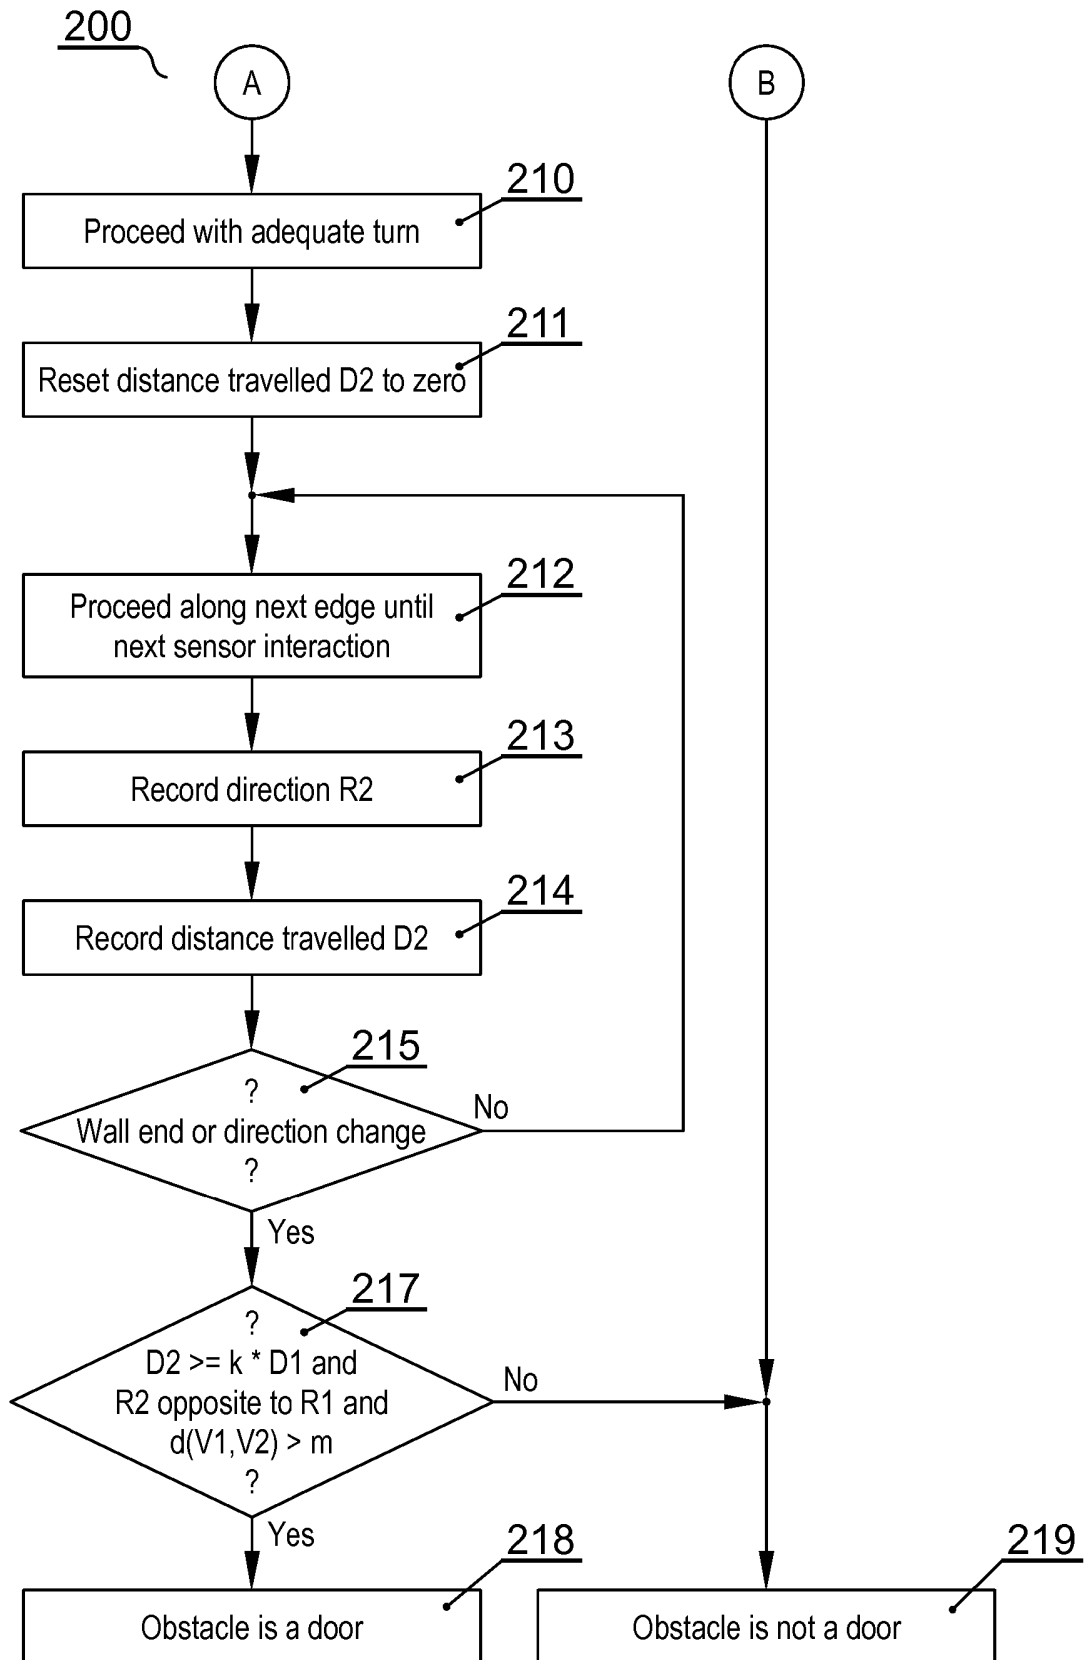 200
A
B
210
Proceed with adequate turn
211
Reset distance travelled D2 to zero
212
Proceed along next edge until
next sensor interaction
213
Record direction R2
214
Record distance travelled D2
215
?
Wall end or direction change
?
No
Yes
217
?
D2 >= k * D1 and
R2 opposite to R1 and
d(V1,V2) > m
?
No
Yes
218
Obstacle is a door
219
Obstacle is not a door